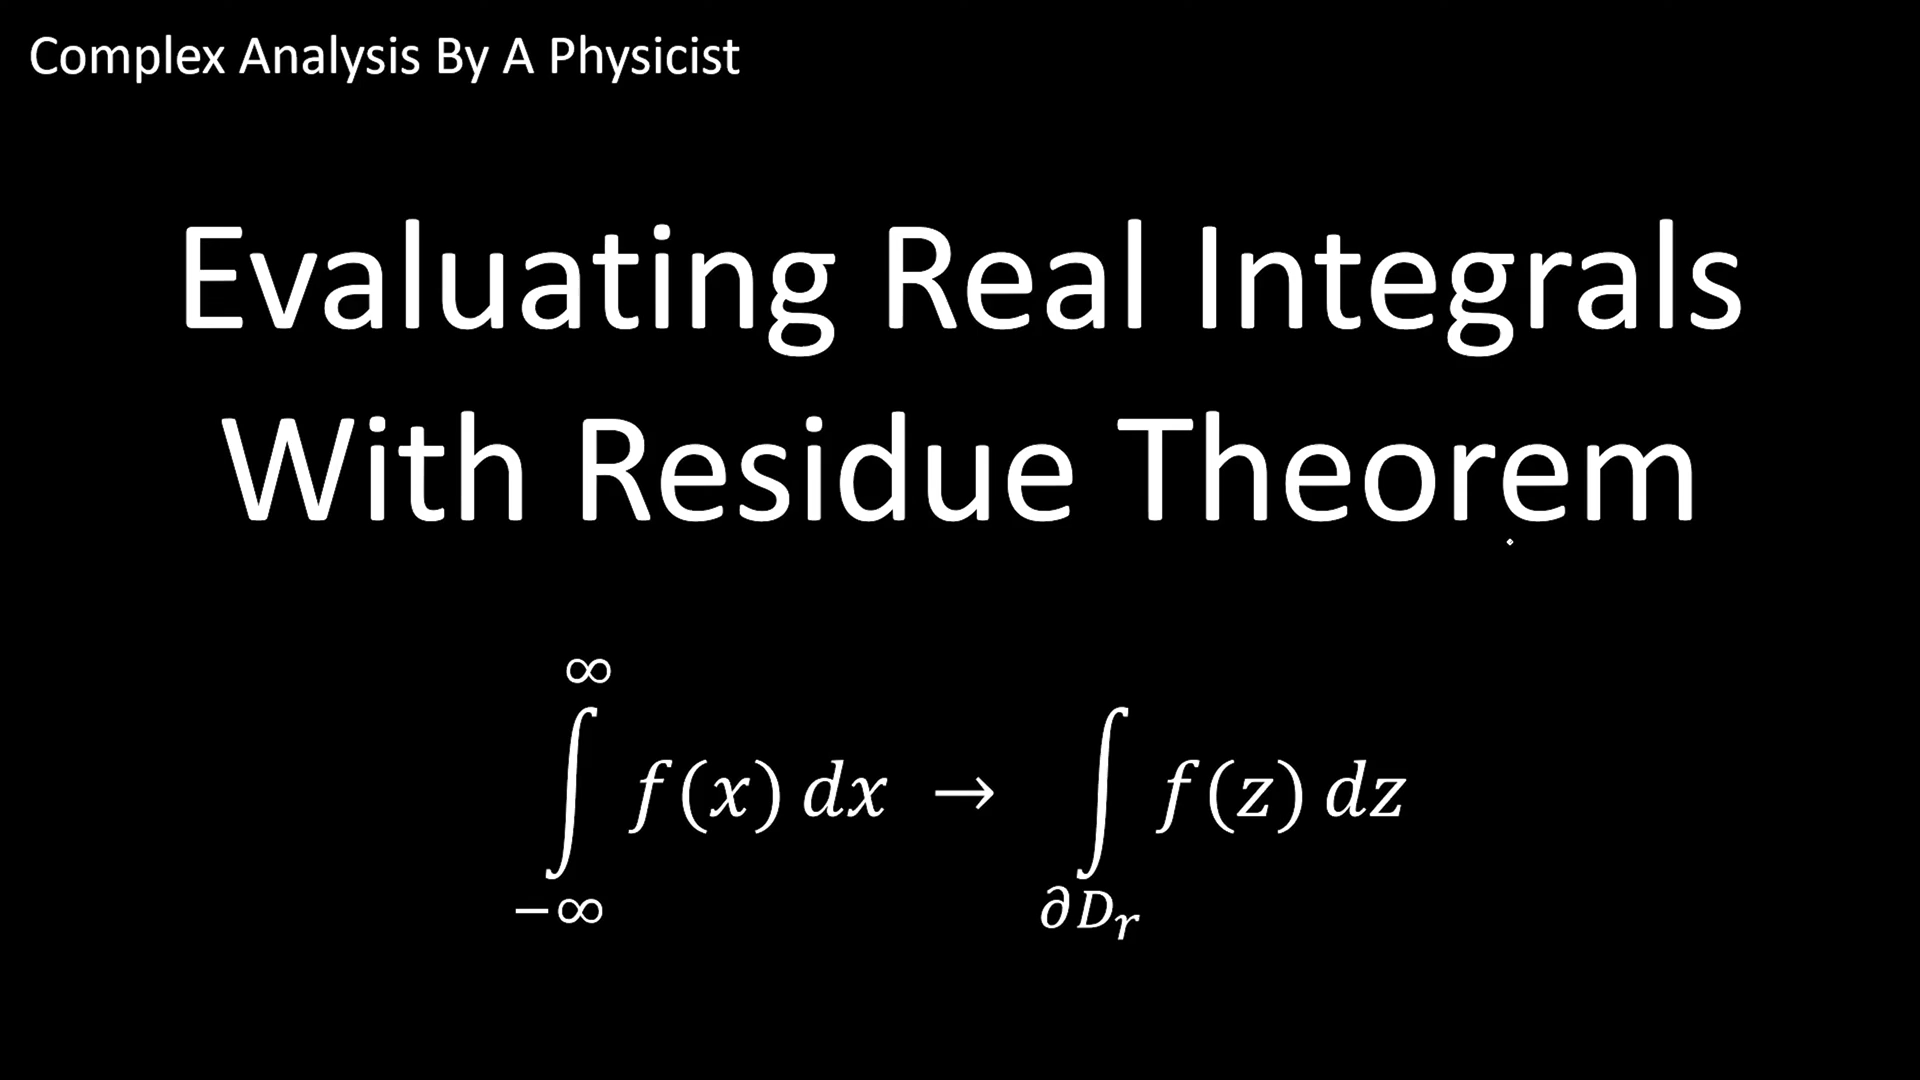 Complex Analysis By A Physicist
Evaluating Real Integrals
With Residue Theorem
∞
∫ f(x) dx → ∫ f(z) dz
−∞ ∂D_r